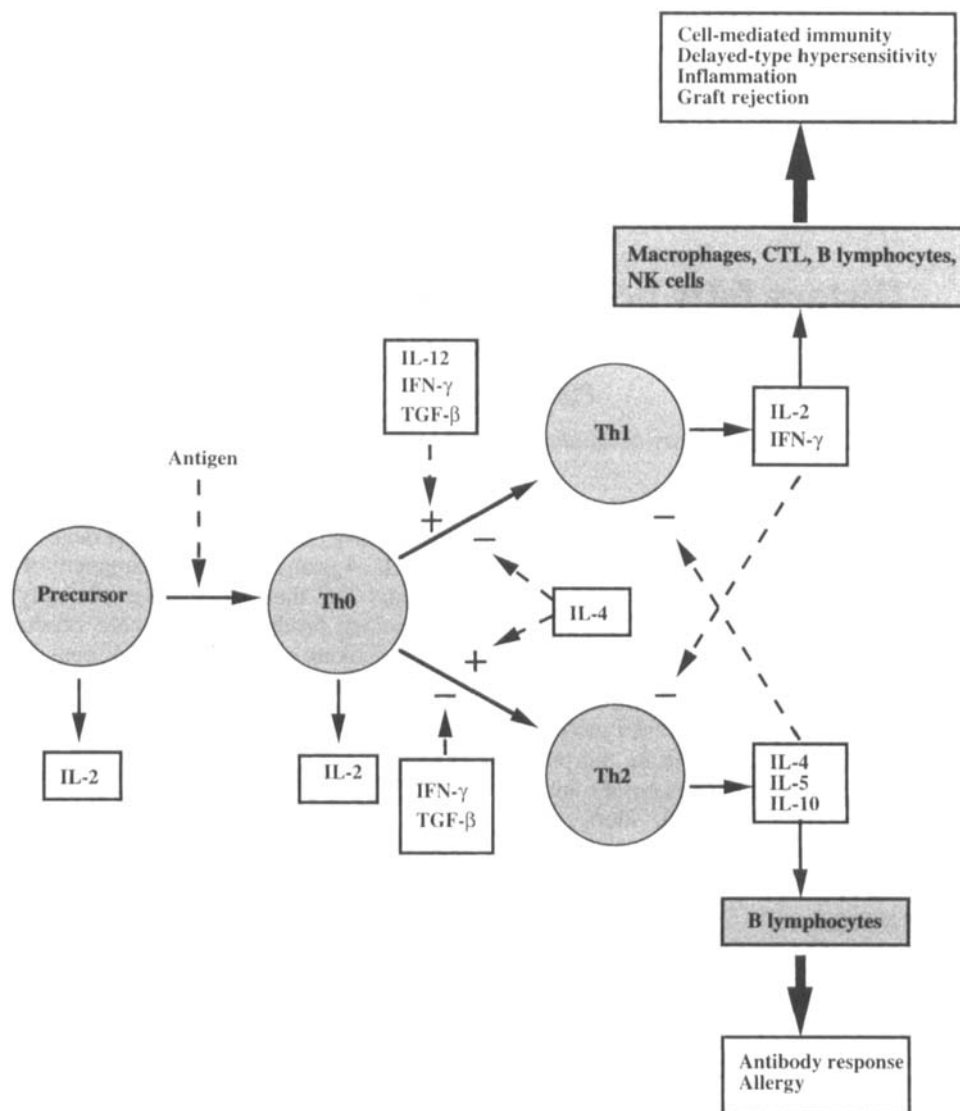 Cell-mediated immunity
Delayed-type hypersensitivity
Inflammation
Graft rejection
Macrophages, CTL, B lymphocytes,
NK cells
IL-12
IFN-γ
TGF-β
Th1
IL-2
IFN-γ
Antigen
+
−
−
Precursor
Th0
IL-4
+
−
−
Th2
IL-2
IL-2
IFN-γ
TGF-β
IL-4
IL-5
IL-10
B lymphocytes
Antibody response
Allergy